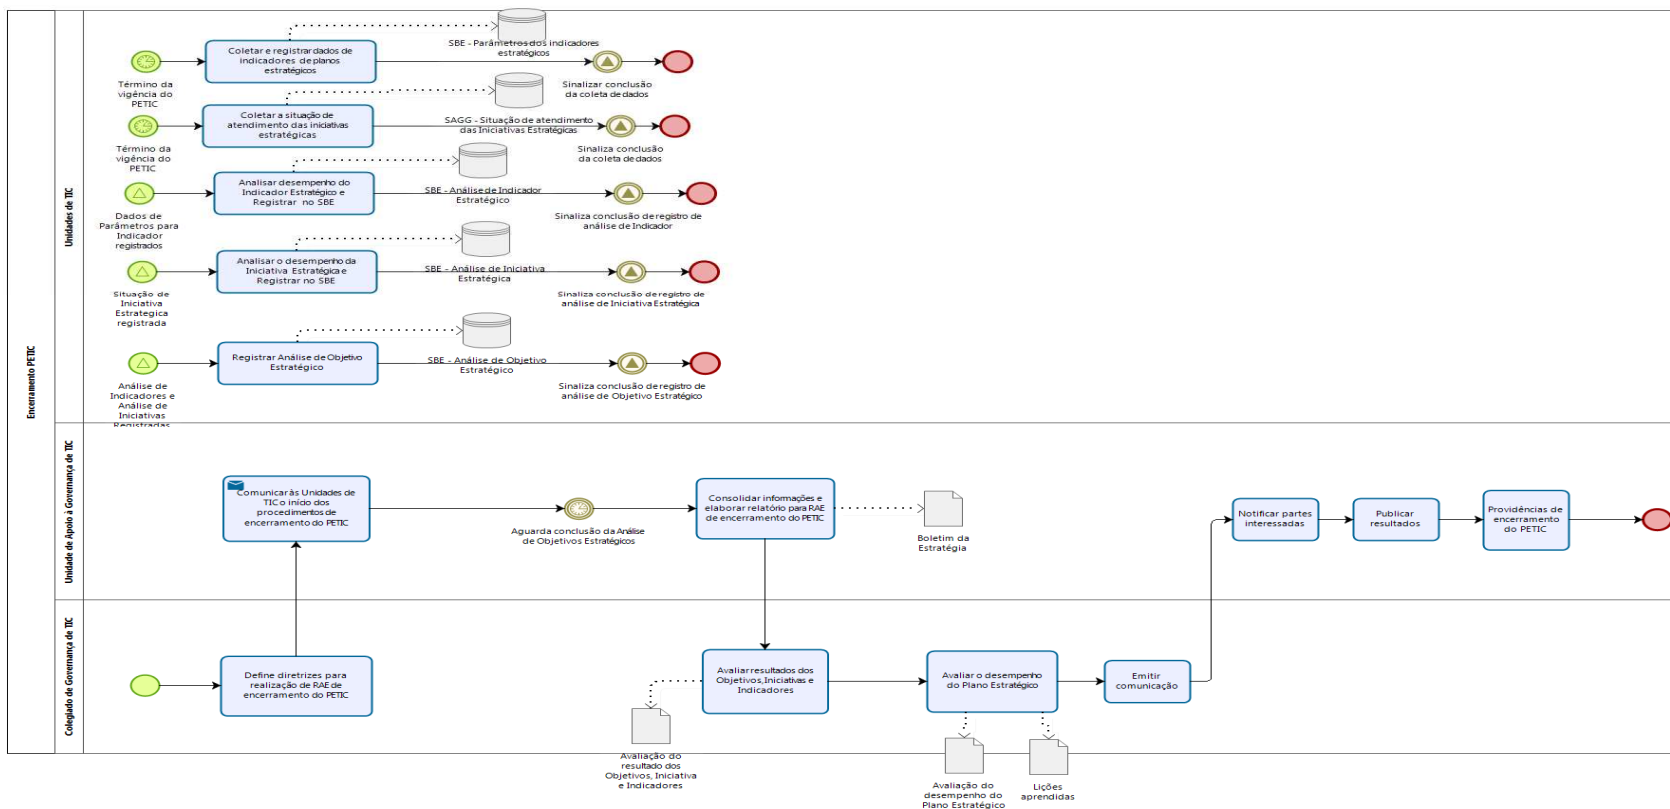 Encerramento PETIC
Unidades de TIC
Término da
vigência do
PETIC
Coletar e registrar dados de
indicadores de planos
estratégicos
SBE - Parâmetros dos indicadores
estratégicos
Sinalizar conclusão
da coleta de dados
Término da
vigência do
PETIC
Coletar a situação de
atendimento das iniciativas
estratégicas
SAGG - Situação de atendimento
das Iniciativas Estratégicas
Sinaliza conclusão
da coleta de dados
Dados de
Parâmetros para
Indicador
registrados
Analisar desempenho do
Indicador Estratégico e
Registrar no SBE
SBE - Análise de Indicador
Estratégico
Sinaliza conclusão de registro de
análise de Indicador
Situação de
Iniciativa
Estrategica
registrada
Analisar o desempenho da
Iniciativa Estratégica e
Registrar no SBE
SBE - Análise de Iniciativa
Estratégica
Sinaliza conclusão de registro de
análise de Iniciativa Estratégica
Análise de
Indicadores e
Análise de
Iniciativas
Registradas
Registrar Análise de Objetivo
Estratégico
SBE - Análise de Objetivo
Estratégico
Sinaliza conclusão de registro de
análise de Objetivo Estratégico
Unidade de Apoio à Governança de TIC
Comunicar às Unidades de
TIC o início dos
procedimentos de
encerramento do PETIC
Aguarda conclusão da Análise
de Objetivos Estratégicos
Consolidar informações e
elaborar relatório para RAE
de encerramento do PETIC
Boletim da
Estratégia
Notificar partes
interessadas
Publicar
resultados
Providências de
encerramento
do PETIC
Colegiado de Governança de TIC
Define diretrizes para
realização de RAE de
encerramento do PETIC
Avaliar resultados dos
Objetivos, Iniciativas e
Indicadores
Avaliação do
resultado dos
Objetivos, Iniciativa
e Indicadores
Avaliar o desempenho
do Plano Estratégico
Avaliação do
desempenho do
Plano Estratégico
Lições
aprendidas
Emitir
comunicação